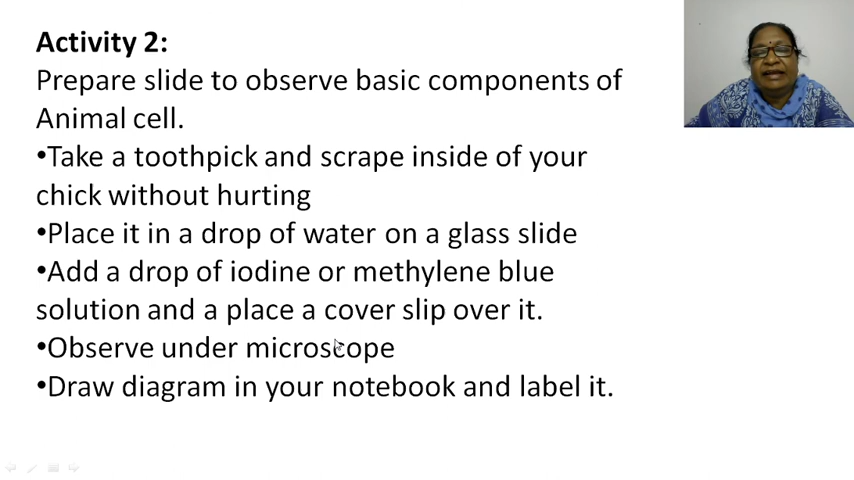 Activity 2:
Prepare slide to observe basic components of
Animal cell.
•Take a toothpick and scrape inside of your
chick without hurting
•Place it in a drop of water on a glass slide
•Add a drop of iodine or methylene blue
solution and a place a cover slip over it.
•Observe under microscope
•Draw diagram in your notebook and label it.